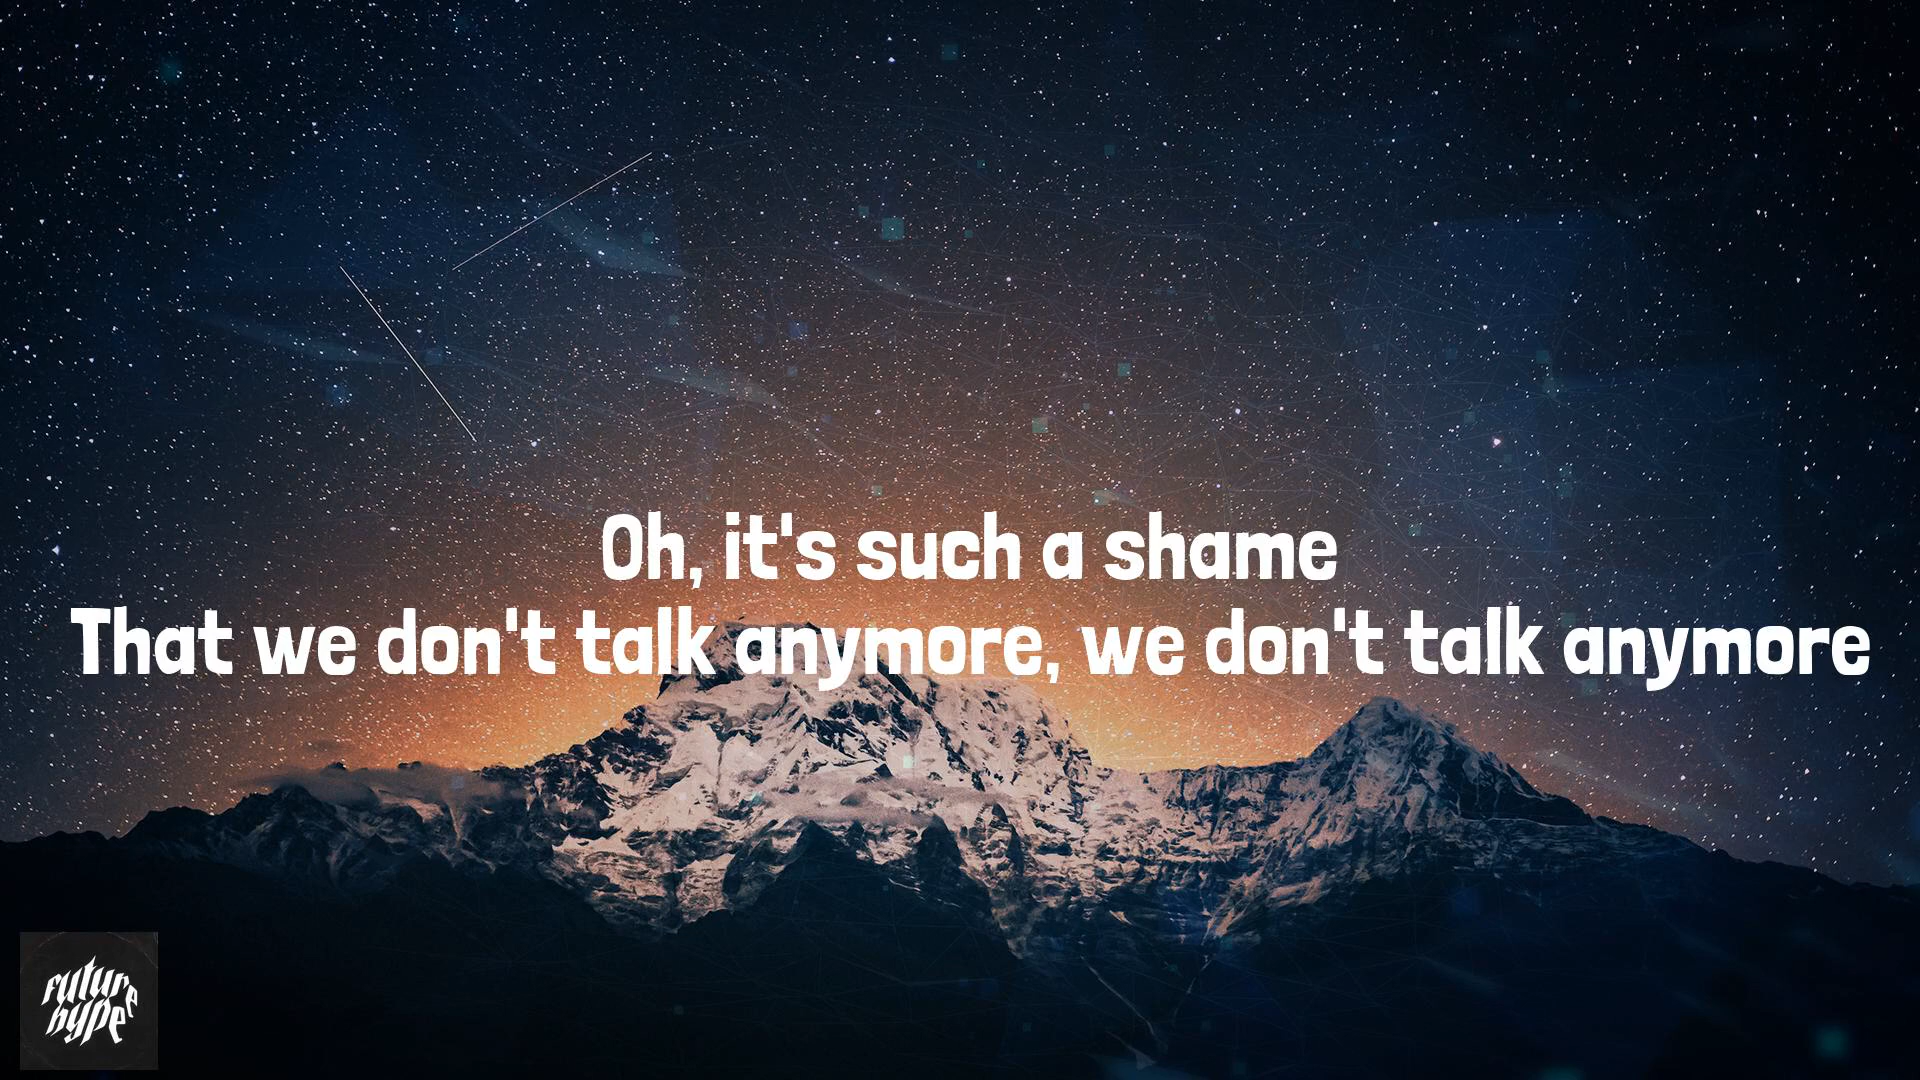 Oh, it's such a shame
That we don't talk anymore, we don't talk anymore
future
hype